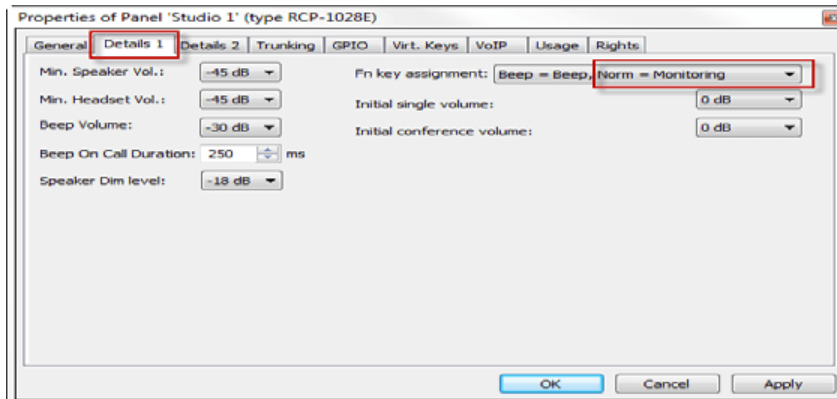 Properties of Panel 'Studio 1' (type RCP-1028E)
General Details 1 Details 2 Trunking GPIO Virt. Keys VoIP Usage Rights
Min. Speaker Vol.: -45 dB Fn key assignment: Beep = Beep, Norm = Monitoring
Min. Headset Vol.: -45 dB Initial single volume: 0 dB
Beep Volume: -30 dB Initial conference volume: 0 dB
Beep On Call Duration: 250 ms
Speaker Dim level: -18 dB
OK Cancel Apply